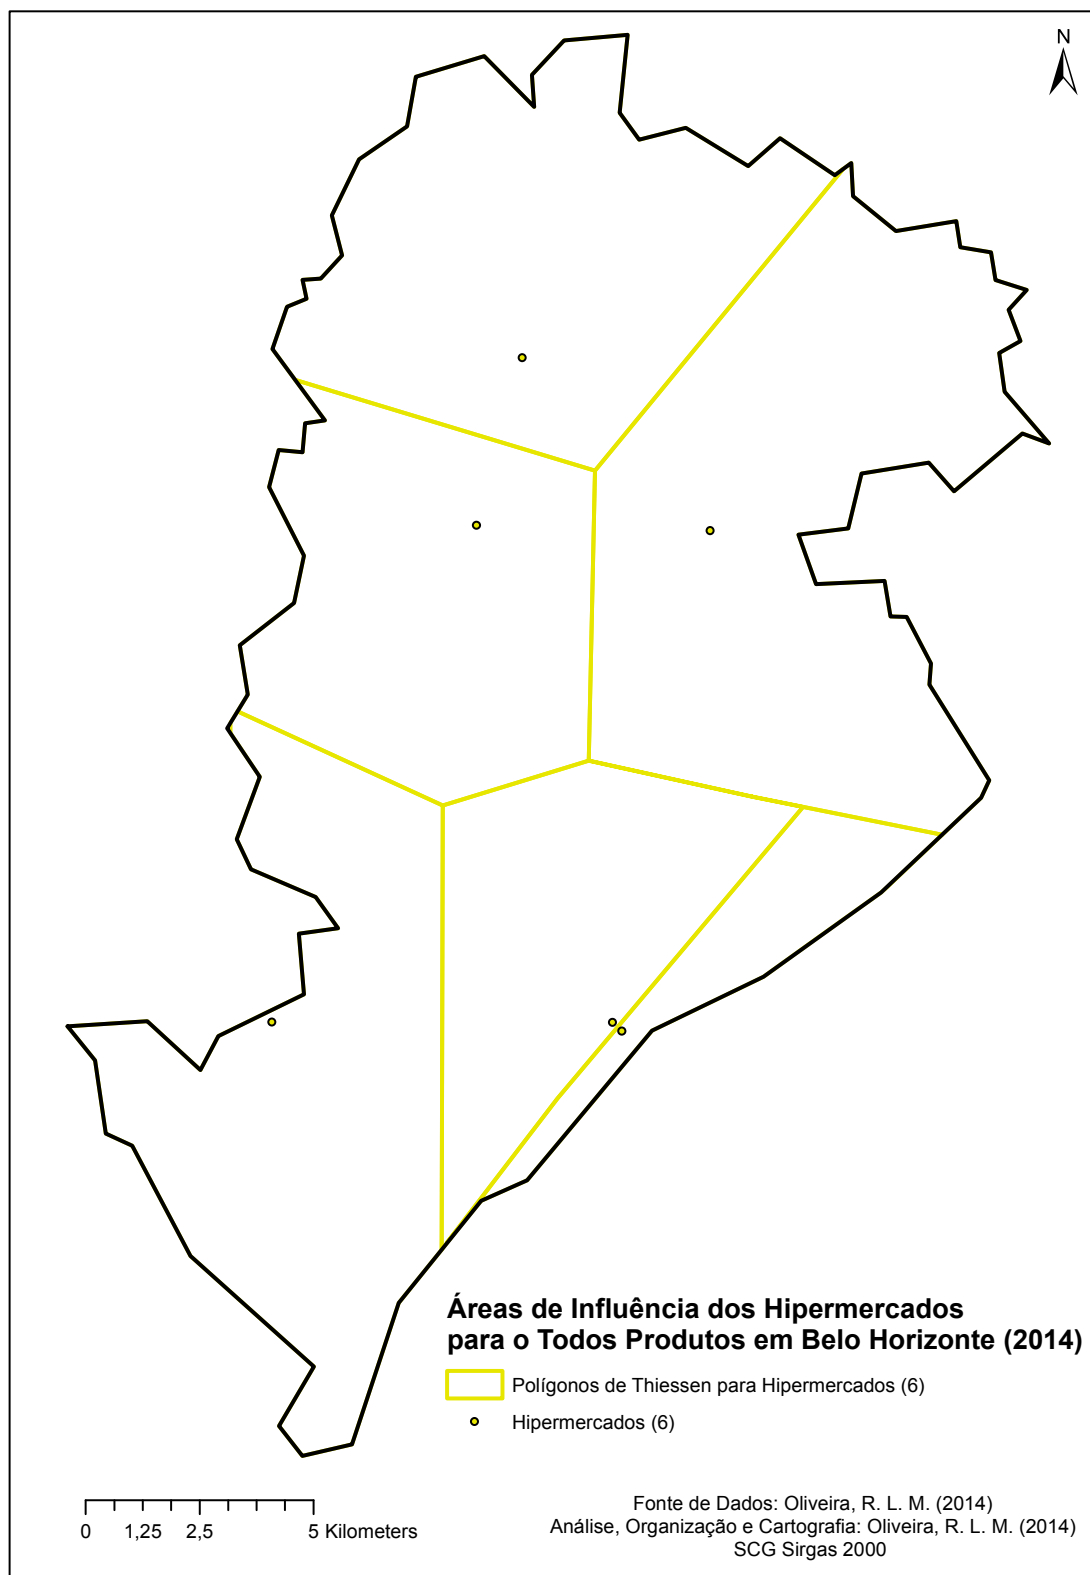 N
Áreas de Influência dos Hipermercados
para o Todos Produtos em Belo Horizonte (2014)
Polígonos de Thiessen para Hipermercados (6)
Hipermercados (6)
0 1,25 2,5 5 Kilometers
Fonte de Dados: Oliveira, R. L. M. (2014)
Análise, Organização e Cartografia: Oliveira, R. L. M. (2014)
SCG Sirgas 2000